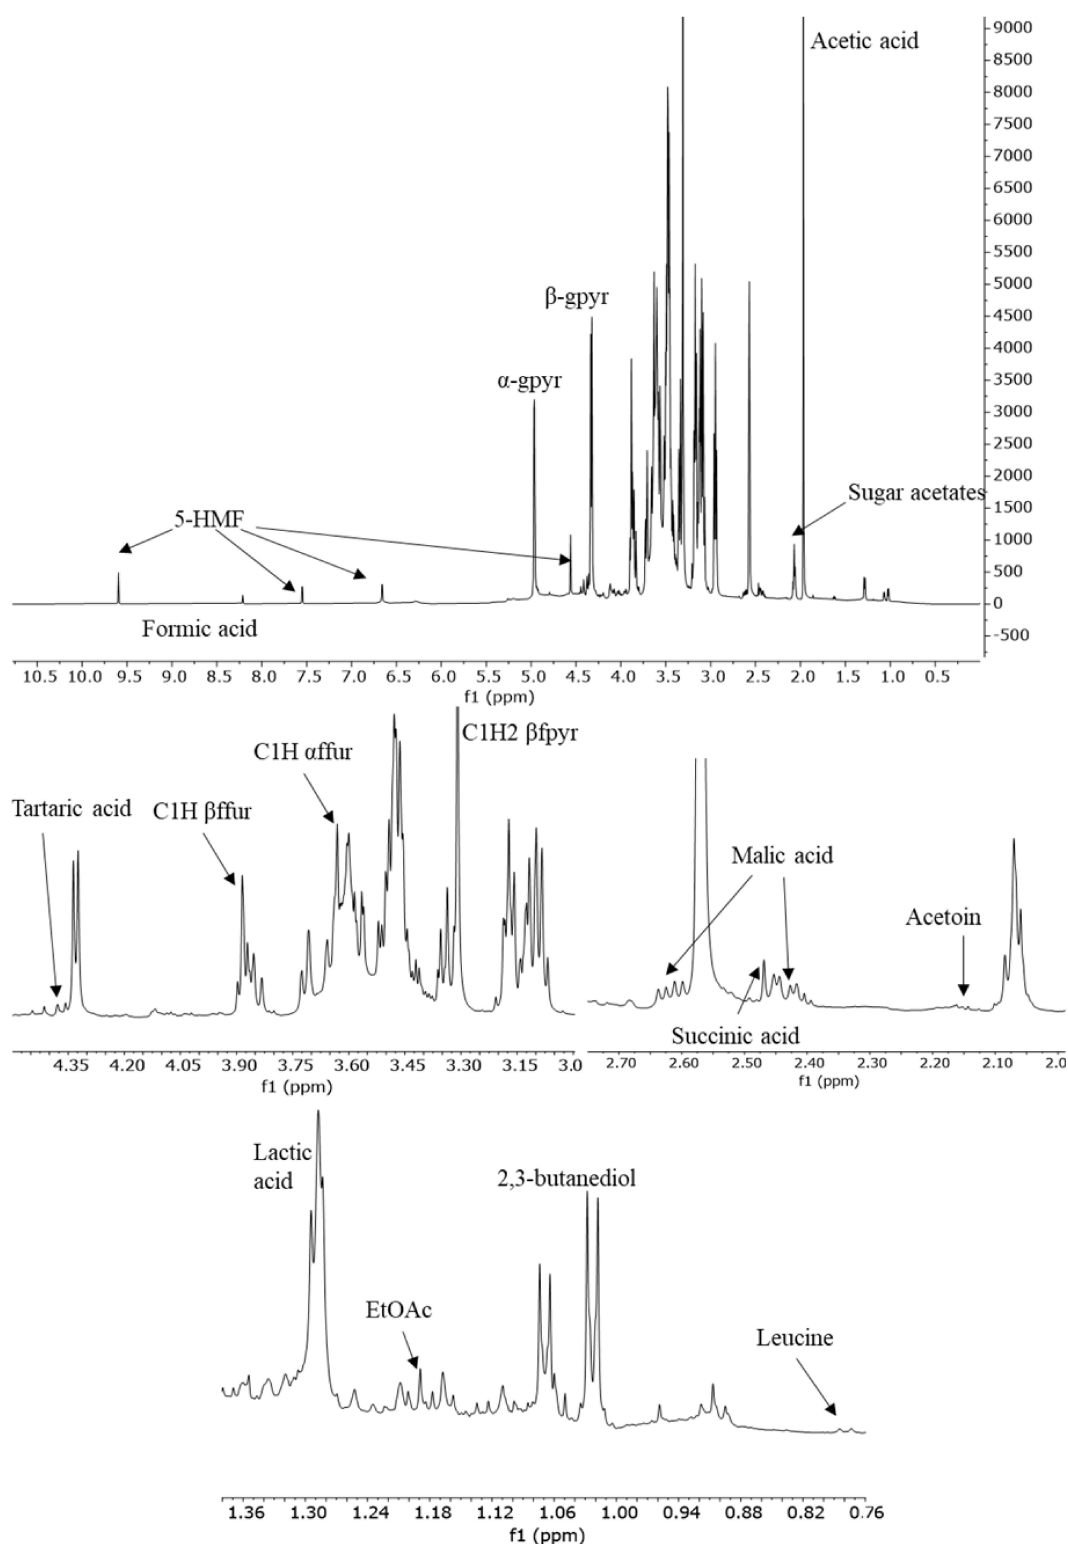 Acetic acid
9000
8500
8000
7500
7000
6500
6000
5500
5000
4500
4000
3500
3000
2500
2000
1500
1000
500
0
-500
β-gpyr
α-gpyr
Sugar acetates
5-HMF
Formic acid
10.5 10.0 9.5 9.0 8.5 8.0 7.5 7.0 6.5 6.0 5.5 5.0 4.5 4.0 3.5 3.0 2.5 2.0 1.5 1.0 0.5
f1 (ppm)
C1H2 βfpyr
C1H αffur
Tartaric acid
C1H βffur
4.35 4.20 4.05 3.90 3.75 3.60 3.45 3.30 3.15 3.0
f1 (ppm)
Malic acid
Acetoin
Succinic acid
2.70 2.60 2.50 2.40 2.30 2.20 2.10 2.0
f1 (ppm)
Lactic
acid
2,3-butanediol
EtOAc
Leucine
1.36 1.30 1.24 1.18 1.12 1.06 1.00 0.94 0.88 0.82 0.76
f1 (ppm)